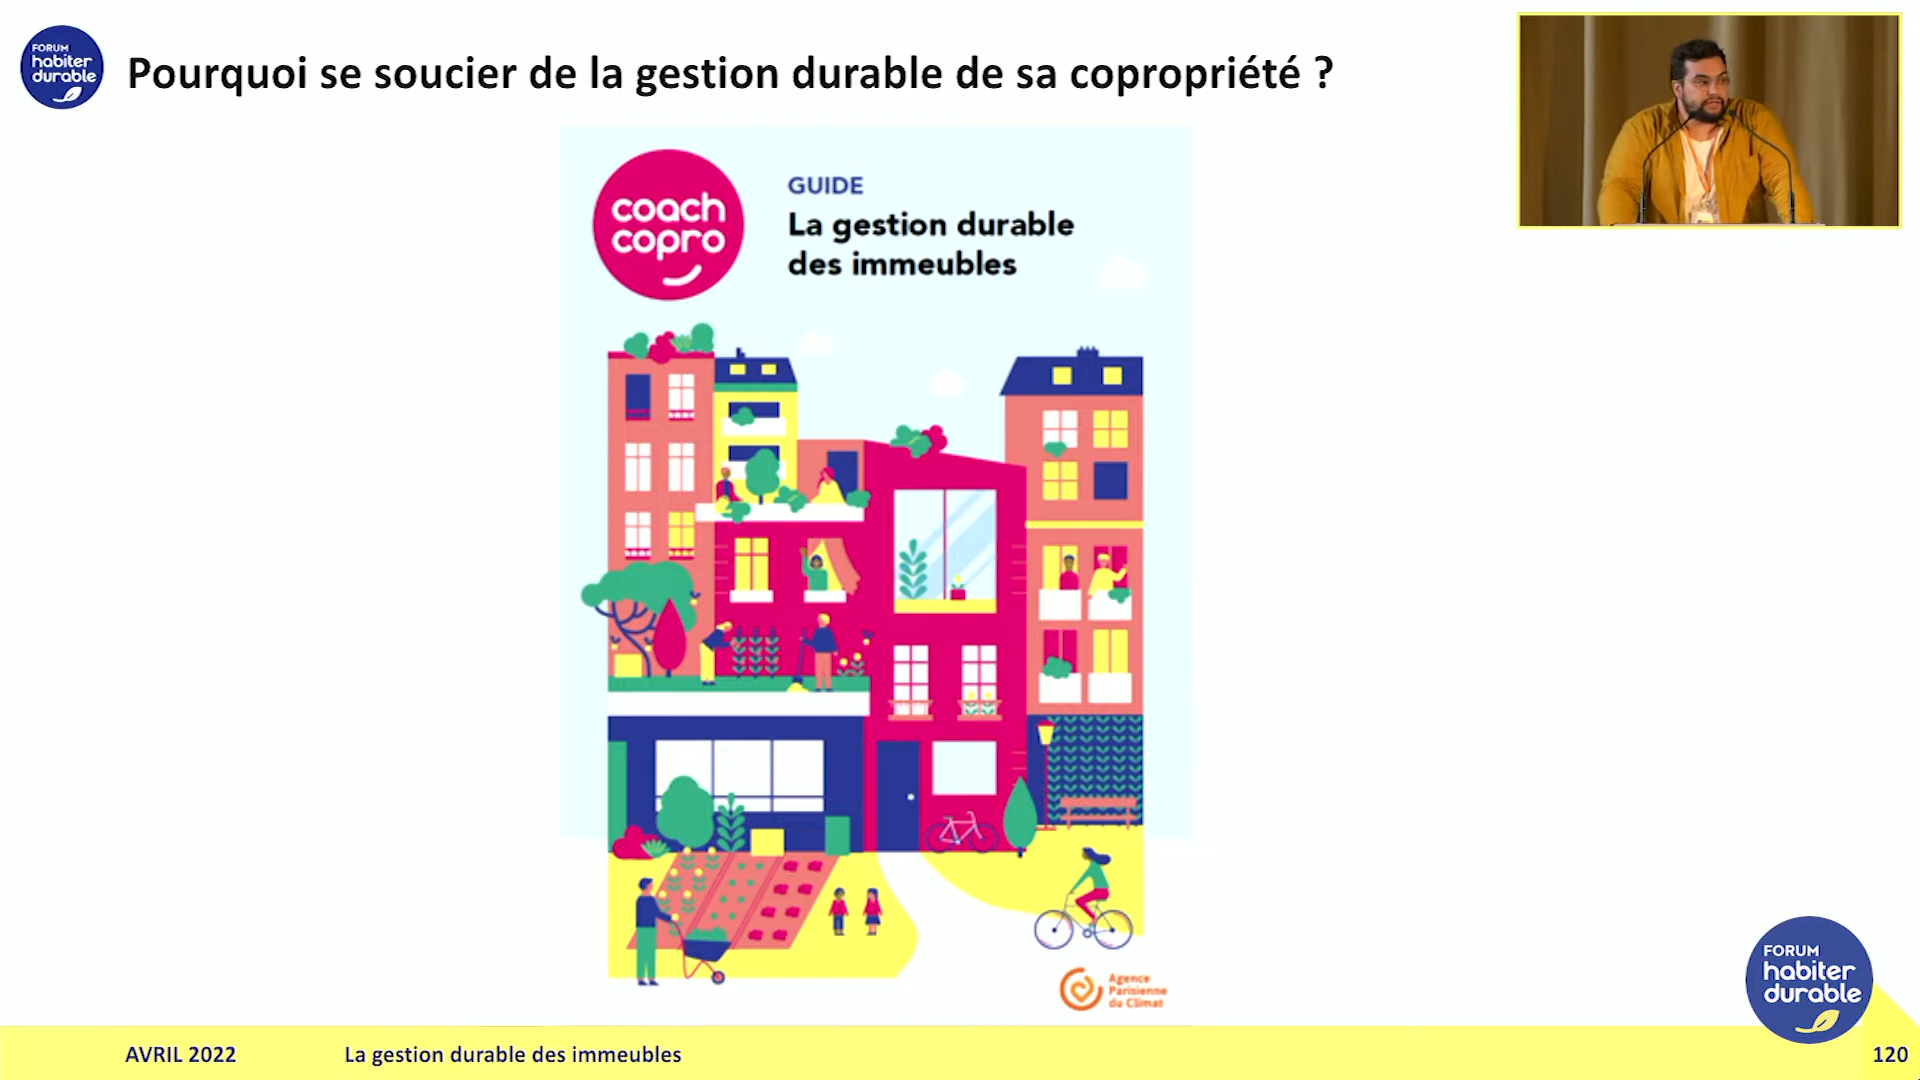 FORUM
habiter
durable
Pourquoi se soucier de la gestion durable de sa copropriété ?
coach
copro
GUIDE
La gestion durable
des immeubles
Agence
Parisienne
du Climat
FORUM
habiter
durable
AVRIL 2022
La gestion durable des immeubles
120